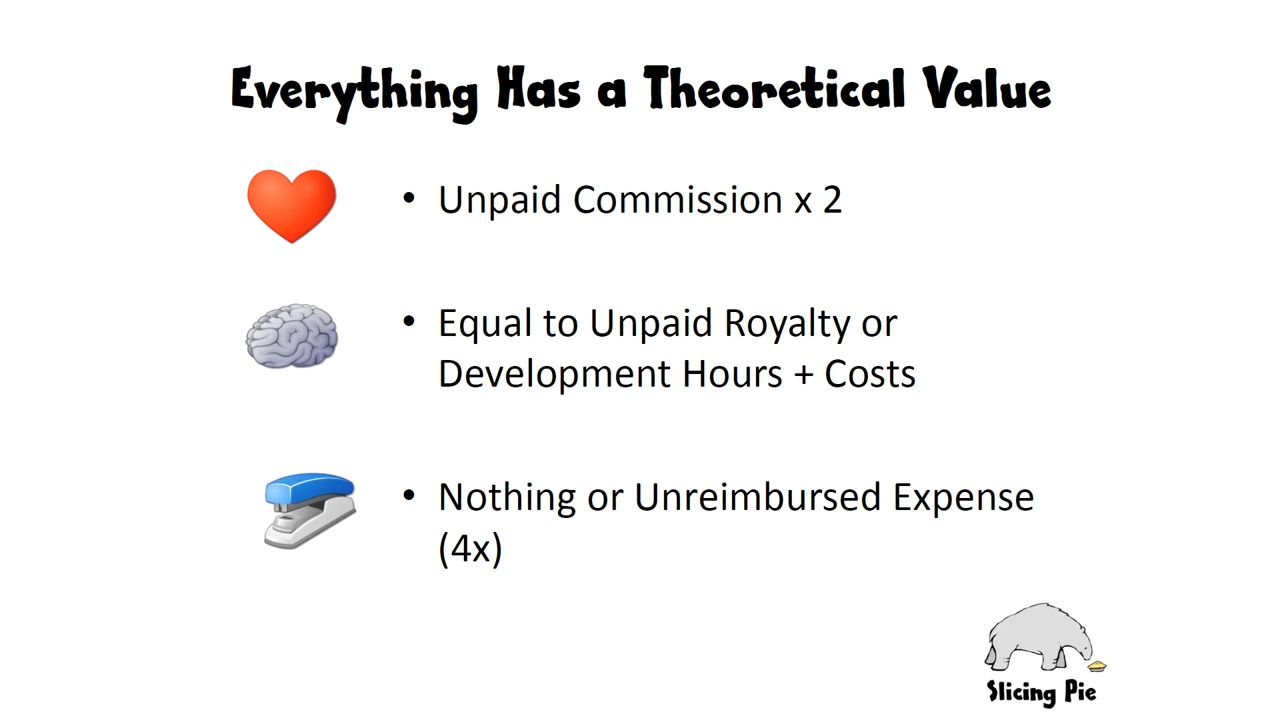 Everything Has a Theoretical Value
• Unpaid Commission x 2
• Equal to Unpaid Royalty or
Development Hours + Costs
• Nothing or Unreimbursed Expense
(4x)
Slicing Pie